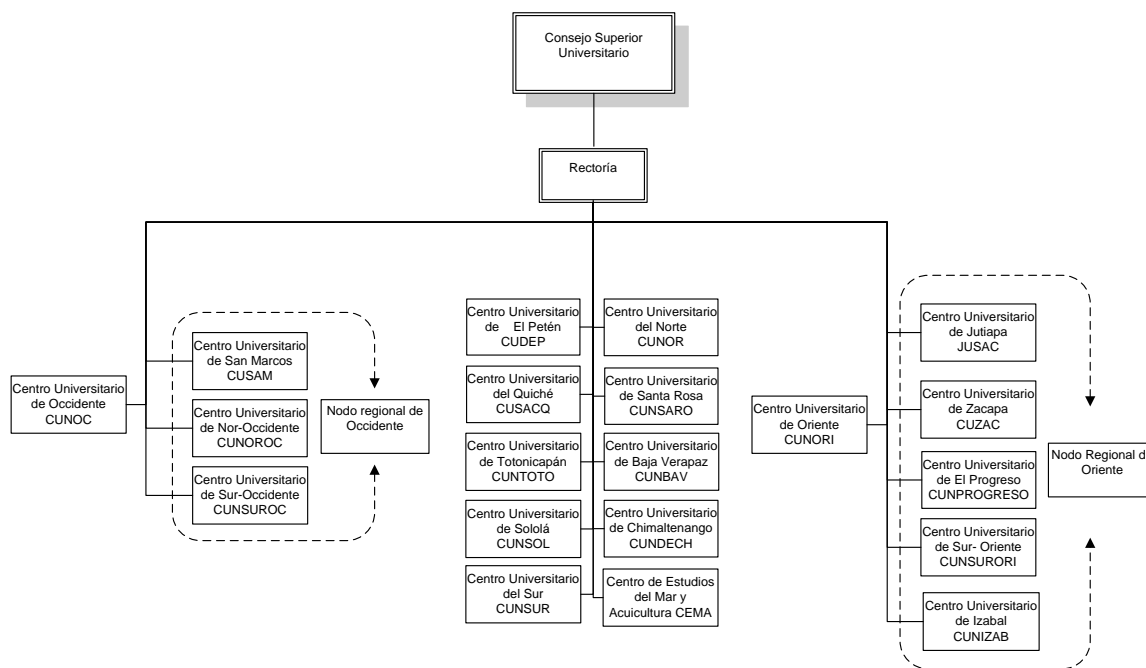 Consejo Superior
Universitario
Rectoría
Centro Universitario
de San Marcos
CUSAM
Centro Universitario
de Occidente
CUNOC
Centro Universitario
de Nor-Occidente
CUNOROC
Centro Universitario
de Sur-Occidente
CUNSUROC
Nodo regional de
Occidente
Centro Universitario
de El Petén
CUDEP
Centro Universitario
del Norte
CUNOR
Centro Universitario
del Quiché
CUSACQ
Centro Universitario
de Santa Rosa
CUNSARO
Centro Universitario
de Totonicapán
CUNTOTO
Centro Universitario
de Baja Verapaz
CUNBAV
Centro Universitario
de Sololá
CUNSOL
Centro Universitario
de Chimaltenango
CUNDECH
Centro Universitario
del Sur
CUNSUR
Centro de Estudios
del Mar y
Acuicultura CEMA
Centro Universitario
de Oriente
CUNORI
Centro Universitario
de Jutiapa
JUSAC
Centro Universitario
de Zacapa
CUZAC
Centro Universitario
de El Progreso
CUNPROGRESO
Centro Universitario
de Sur- Oriente
CUNSURORI
Centro Universitario
de Izabal
CUNIZAB
Nodo Regional d
Oriente